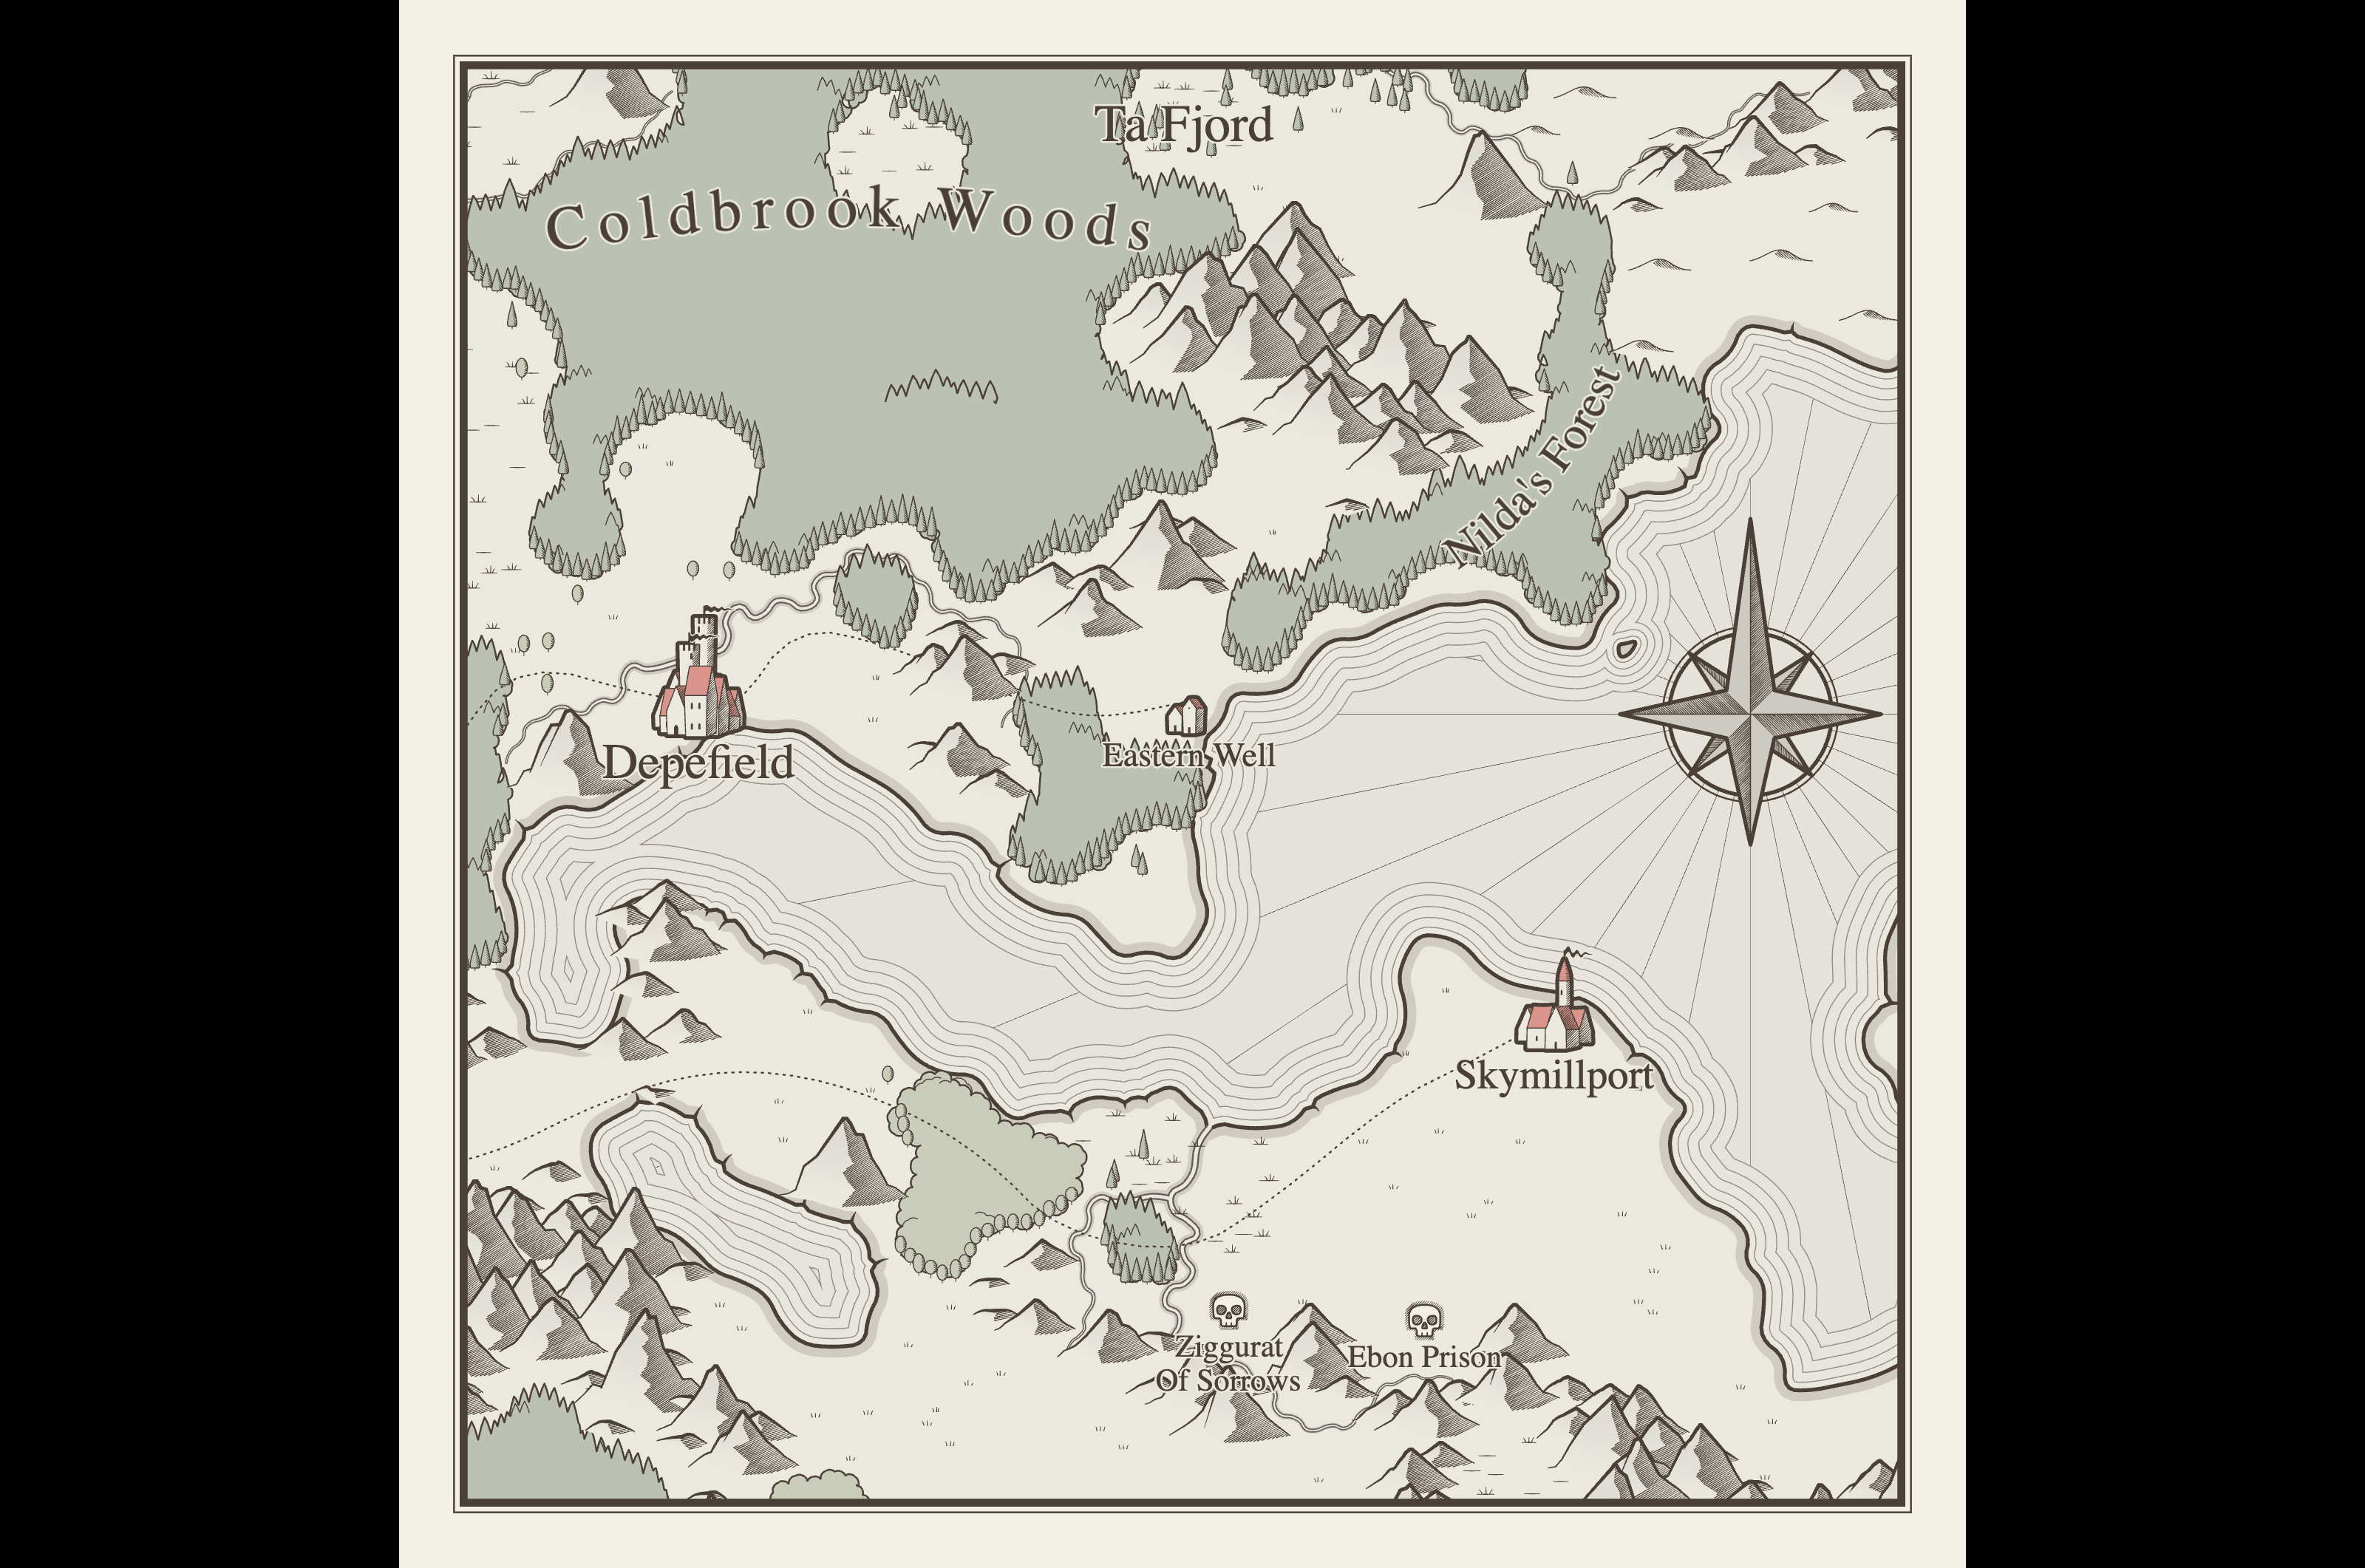 Ta Fjord
Coldbrook Woods
Nilda's Forest
Eastern Well
Depefield
Skymillport
Ziggurat
Of Sorrows
Ebon Prison